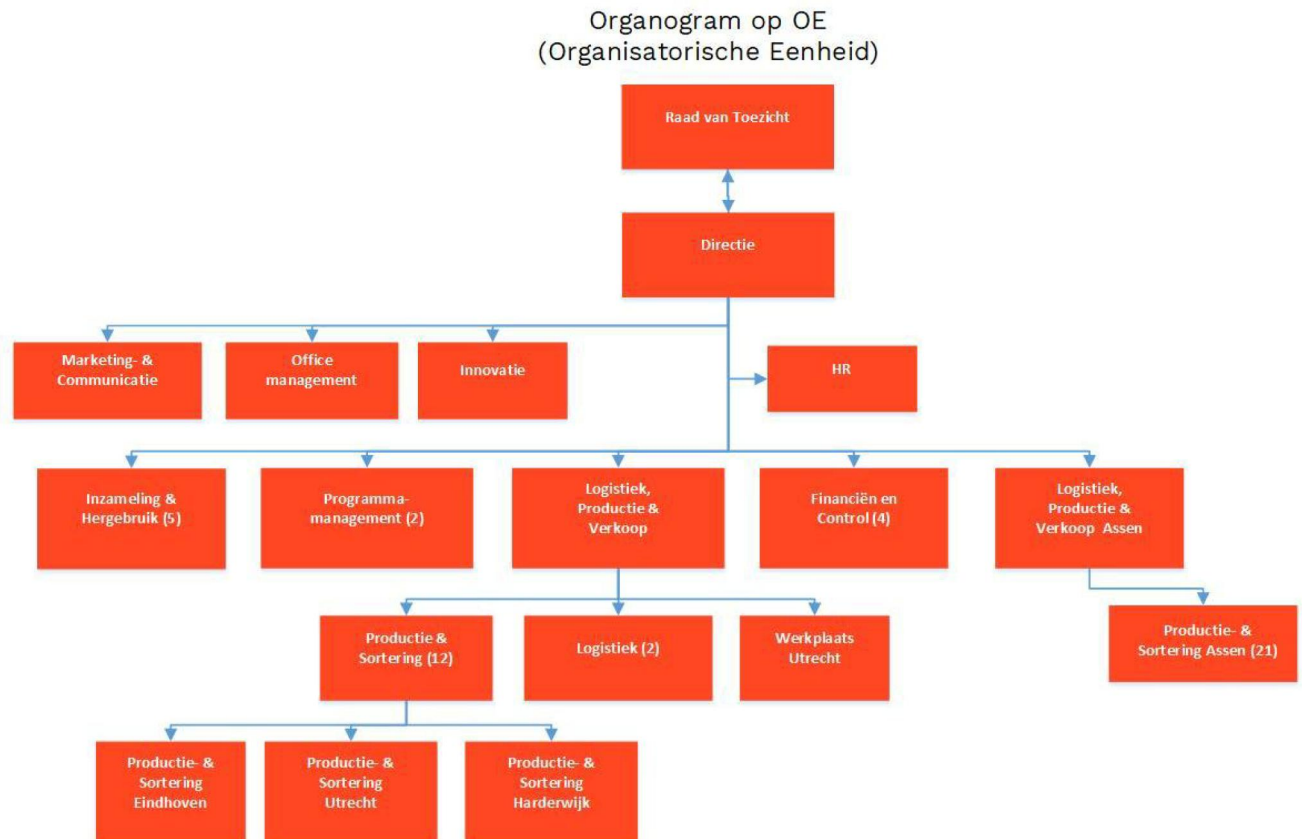 Organogram op OE
(Organisatorische Eenheid)
Raad van Toezicht
Directie
Marketing- &
Communicatie
Office
management
Innovatie
HR
Inzameling &
Hergebruik (5)
Programma-
management (2)
Logistiek,
Productie &
Verkoop
Financiën en
Control (4)
Logistiek,
Productie &
Verkoop Assen
Productie &
Sortering (12)
Logistiek (2)
Werkplaats
Utrecht
Productie- &
Sortering Assen (21)
Productie- &
Sortering
Eindhoven
Productie- &
Sortering
Utrecht
Productie- &
Sortering
Harderwijk